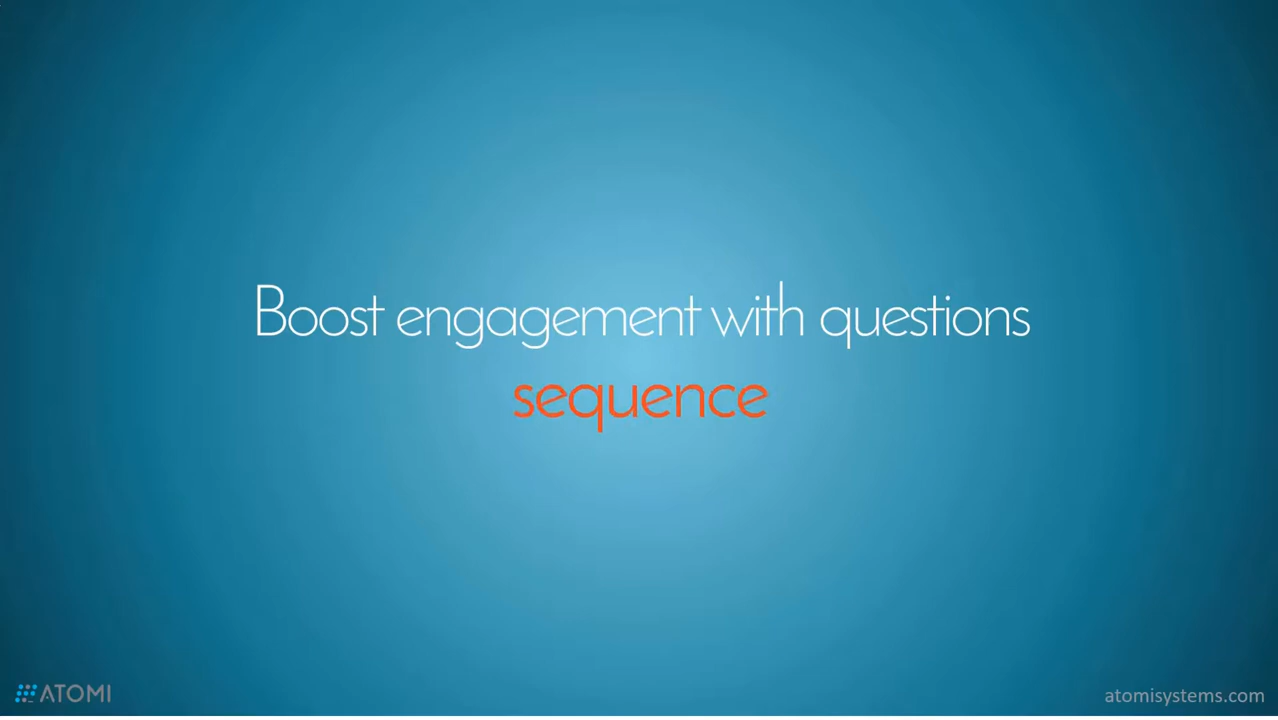 Boost engagement with questions
sequence
ATOMI
atomisystems.com